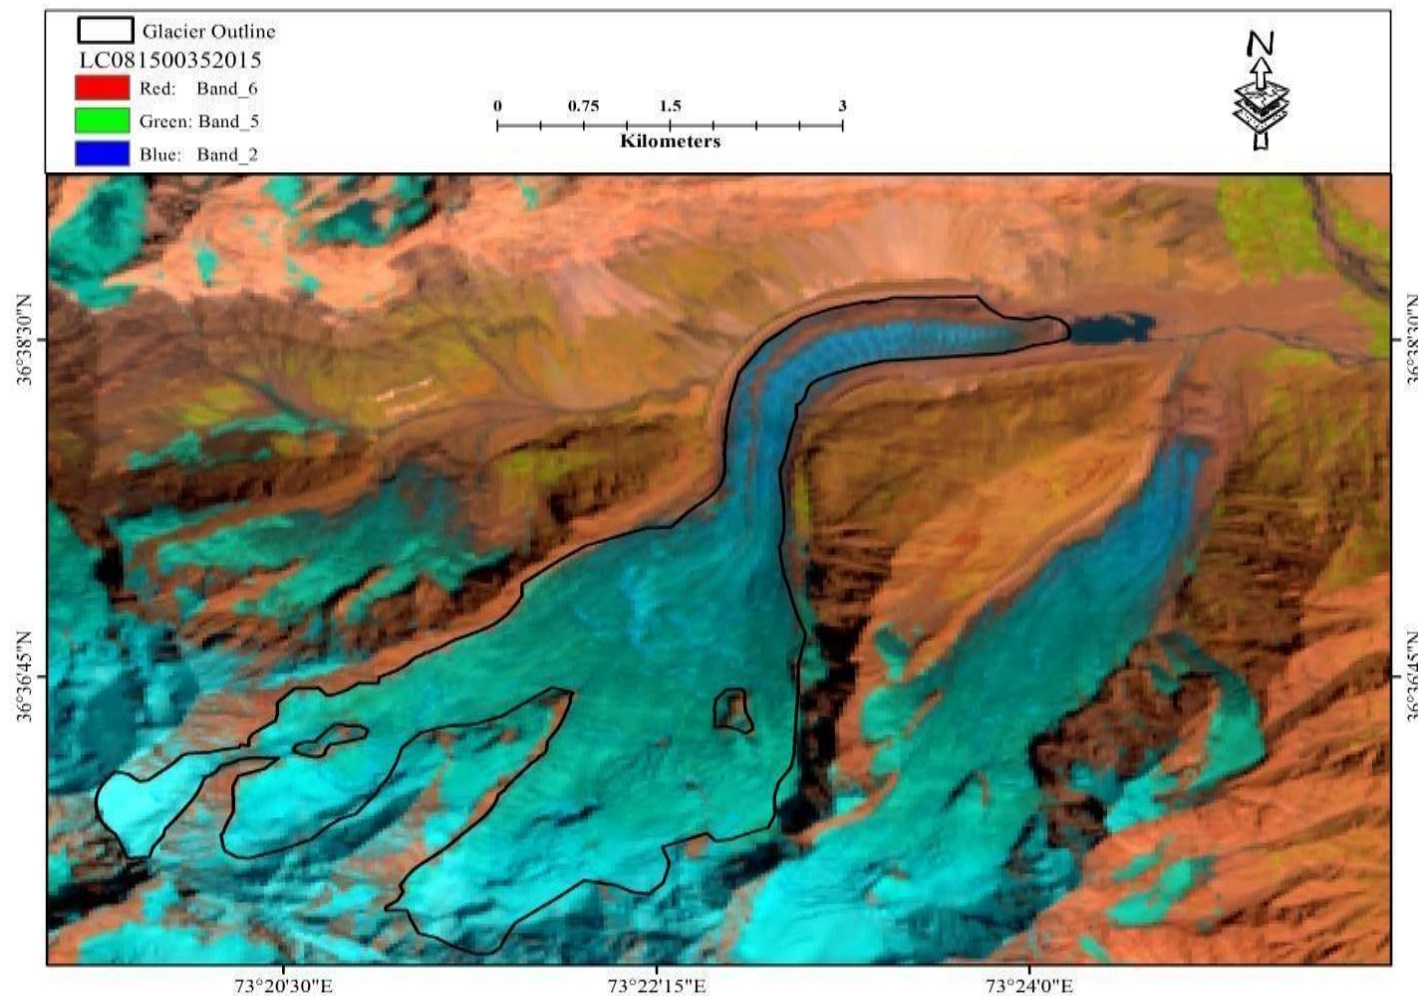 Glacier Outline
LC081500352015
Red: Band_6
Green: Band_5
Blue: Band_2
0 0.75 1.5 3
Kilometers
N
36°38'30"N
36°38'30"N
36°36'45"N
36°36'45"N
73°20'30"E 73°22'15"E 73°24'0"E